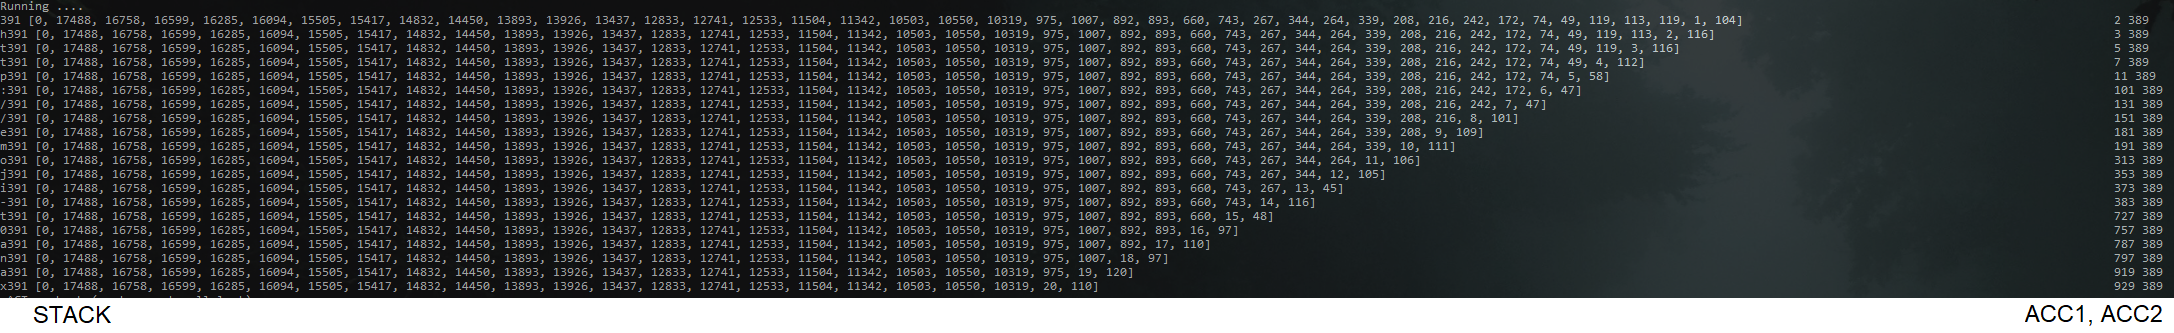 Running ....
391 [0, 17488, 16758, 16599, 16285, 16094, 15505, 15417, 14832, 14450, 13893, 13926, 13437, 12833, 12741, 12533, 11504, 11342, 10503, 10550, 10319, 975, 1007, 892, 893, 660, 743, 267, 344, 264, 339, 208, 216, 242, 172, 74, 49, 119, 113, 119, 1, 104] 2 389
h391 [0, 17488, 16758, 16599, 16285, 16094, 15505, 15417, 14832, 14450, 13893, 13926, 13437, 12833, 12741, 12533, 11504, 11342, 10503, 10550, 10319, 975, 1007, 892, 893, 660, 743, 267, 344, 264, 339, 208, 216, 242, 172, 74, 49, 119, 113, 2, 116] 3 389
t391 [0, 17488, 16758, 16599, 16285, 16094, 15505, 15417, 14832, 14450, 13893, 13926, 13437, 12833, 12741, 12533, 11504, 11342, 10503, 10550, 10319, 975, 1007, 892, 893, 660, 743, 267, 344, 264, 339, 208, 216, 242, 172, 74, 49, 119, 3, 116] 5 389
t391 [0, 17488, 16758, 16599, 16285, 16094, 15505, 15417, 14832, 14450, 13893, 13926, 13437, 12833, 12741, 12533, 11504, 11342, 10503, 10550, 10319, 975, 1007, 892, 893, 660, 743, 267, 344, 264, 339, 208, 216, 242, 172, 74, 49, 4, 112] 7 389
p391 [0, 17488, 16758, 16599, 16285, 16094, 15505, 15417, 14832, 14450, 13893, 13926, 13437, 12833, 12741, 12533, 11504, 11342, 10503, 10550, 10319, 975, 1007, 892, 893, 660, 743, 267, 344, 264, 339, 208, 216, 242, 172, 74, 5, 58] 11 389
:391 [0, 17488, 16758, 16599, 16285, 16094, 15505, 15417, 14832, 14450, 13893, 13926, 13437, 12833, 12741, 12533, 11504, 11342, 10503, 10550, 10319, 975, 1007, 892, 893, 660, 743, 267, 344, 264, 339, 208, 216, 242, 172, 6, 47] 101 389
/391 [0, 17488, 16758, 16599, 16285, 16094, 15505, 15417, 14832, 14450, 13893, 13926, 13437, 12833, 12741, 12533, 11504, 11342, 10503, 10550, 10319, 975, 1007, 892, 893, 660, 743, 267, 344, 264, 339, 208, 216, 242, 7, 47] 131 389
/391 [0, 17488, 16758, 16599, 16285, 16094, 15505, 15417, 14832, 14450, 13893, 13926, 13437, 12833, 12741, 12533, 11504, 11342, 10503, 10550, 10319, 975, 1007, 892, 893, 660, 743, 267, 344, 264, 339, 208, 216, 8, 101] 151 389
e391 [0, 17488, 16758, 16599, 16285, 16094, 15505, 15417, 14832, 14450, 13893, 13926, 13437, 12833, 12741, 12533, 11504, 11342, 10503, 10550, 10319, 975, 1007, 892, 893, 660, 743, 267, 344, 264, 339, 208, 9, 109] 181 389
m391 [0, 17488, 16758, 16599, 16285, 16094, 15505, 15417, 14832, 14450, 13893, 13926, 13437, 12833, 12741, 12533, 11504, 11342, 10503, 10550, 10319, 975, 1007, 892, 893, 660, 743, 267, 344, 264, 339, 10, 111] 191 389
o391 [0, 17488, 16758, 16599, 16285, 16094, 15505, 15417, 14832, 14450, 13893, 13926, 13437, 12833, 12741, 12533, 11504, 11342, 10503, 10550, 10319, 975, 1007, 892, 893, 660, 743, 267, 344, 264, 11, 106] 313 389
j391 [0, 17488, 16758, 16599, 16285, 16094, 15505, 15417, 14832, 14450, 13893, 13926, 13437, 12833, 12741, 12533, 11504, 11342, 10503, 10550, 10319, 975, 1007, 892, 893, 660, 743, 267, 344, 12, 105] 353 389
i391 [0, 17488, 16758, 16599, 16285, 16094, 15505, 15417, 14832, 14450, 13893, 13926, 13437, 12833, 12741, 12533, 11504, 11342, 10503, 10550, 10319, 975, 1007, 892, 893, 660, 743, 267, 13, 45] 373 389
-391 [0, 17488, 16758, 16599, 16285, 16094, 15505, 15417, 14832, 14450, 13893, 13926, 13437, 12833, 12741, 12533, 11504, 11342, 10503, 10550, 10319, 975, 1007, 892, 893, 660, 743, 14, 116] 383 389
t391 [0, 17488, 16758, 16599, 16285, 16094, 15505, 15417, 14832, 14450, 13893, 13926, 13437, 12833, 12741, 12533, 11504, 11342, 10503, 10550, 10319, 975, 1007, 892, 893, 660, 15, 48] 727 389
0391 [0, 17488, 16758, 16599, 16285, 16094, 15505, 15417, 14832, 14450, 13893, 13926, 13437, 12833, 12741, 12533, 11504, 11342, 10503, 10550, 10319, 975, 1007, 892, 893, 16, 97] 757 389
a391 [0, 17488, 16758, 16599, 16285, 16094, 15505, 15417, 14832, 14450, 13893, 13926, 13437, 12833, 12741, 12533, 11504, 11342, 10503, 10550, 10319, 975, 1007, 892, 17, 110] 787 389
n391 [0, 17488, 16758, 16599, 16285, 16094, 15505, 15417, 14832, 14450, 13893, 13926, 13437, 12833, 12741, 12533, 11504, 11342, 10503, 10550, 10319, 975, 1007, 18, 97] 797 389
a391 [0, 17488, 16758, 16599, 16285, 16094, 15505, 15417, 14832, 14450, 13893, 13926, 13437, 12833, 12741, 12533, 11504, 11342, 10503, 10550, 10319, 975, 19, 120] 919 389
x391 [0, 17488, 16758, 16599, 16285, 16094, 15505, 15417, 14832, 14450, 13893, 13926, 13437, 12833, 12741, 12533, 11504, 11342, 10503, 10550, 10319, 20, 110] 929 389
STACK ACC1, ACC2